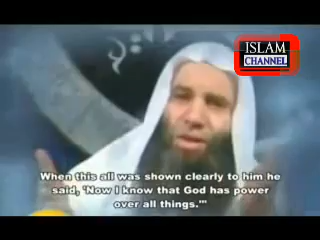 ISLAM
CHANNEL
When this all was shown clearly to him he
said, 'Now I know that God has power
over all things.'"